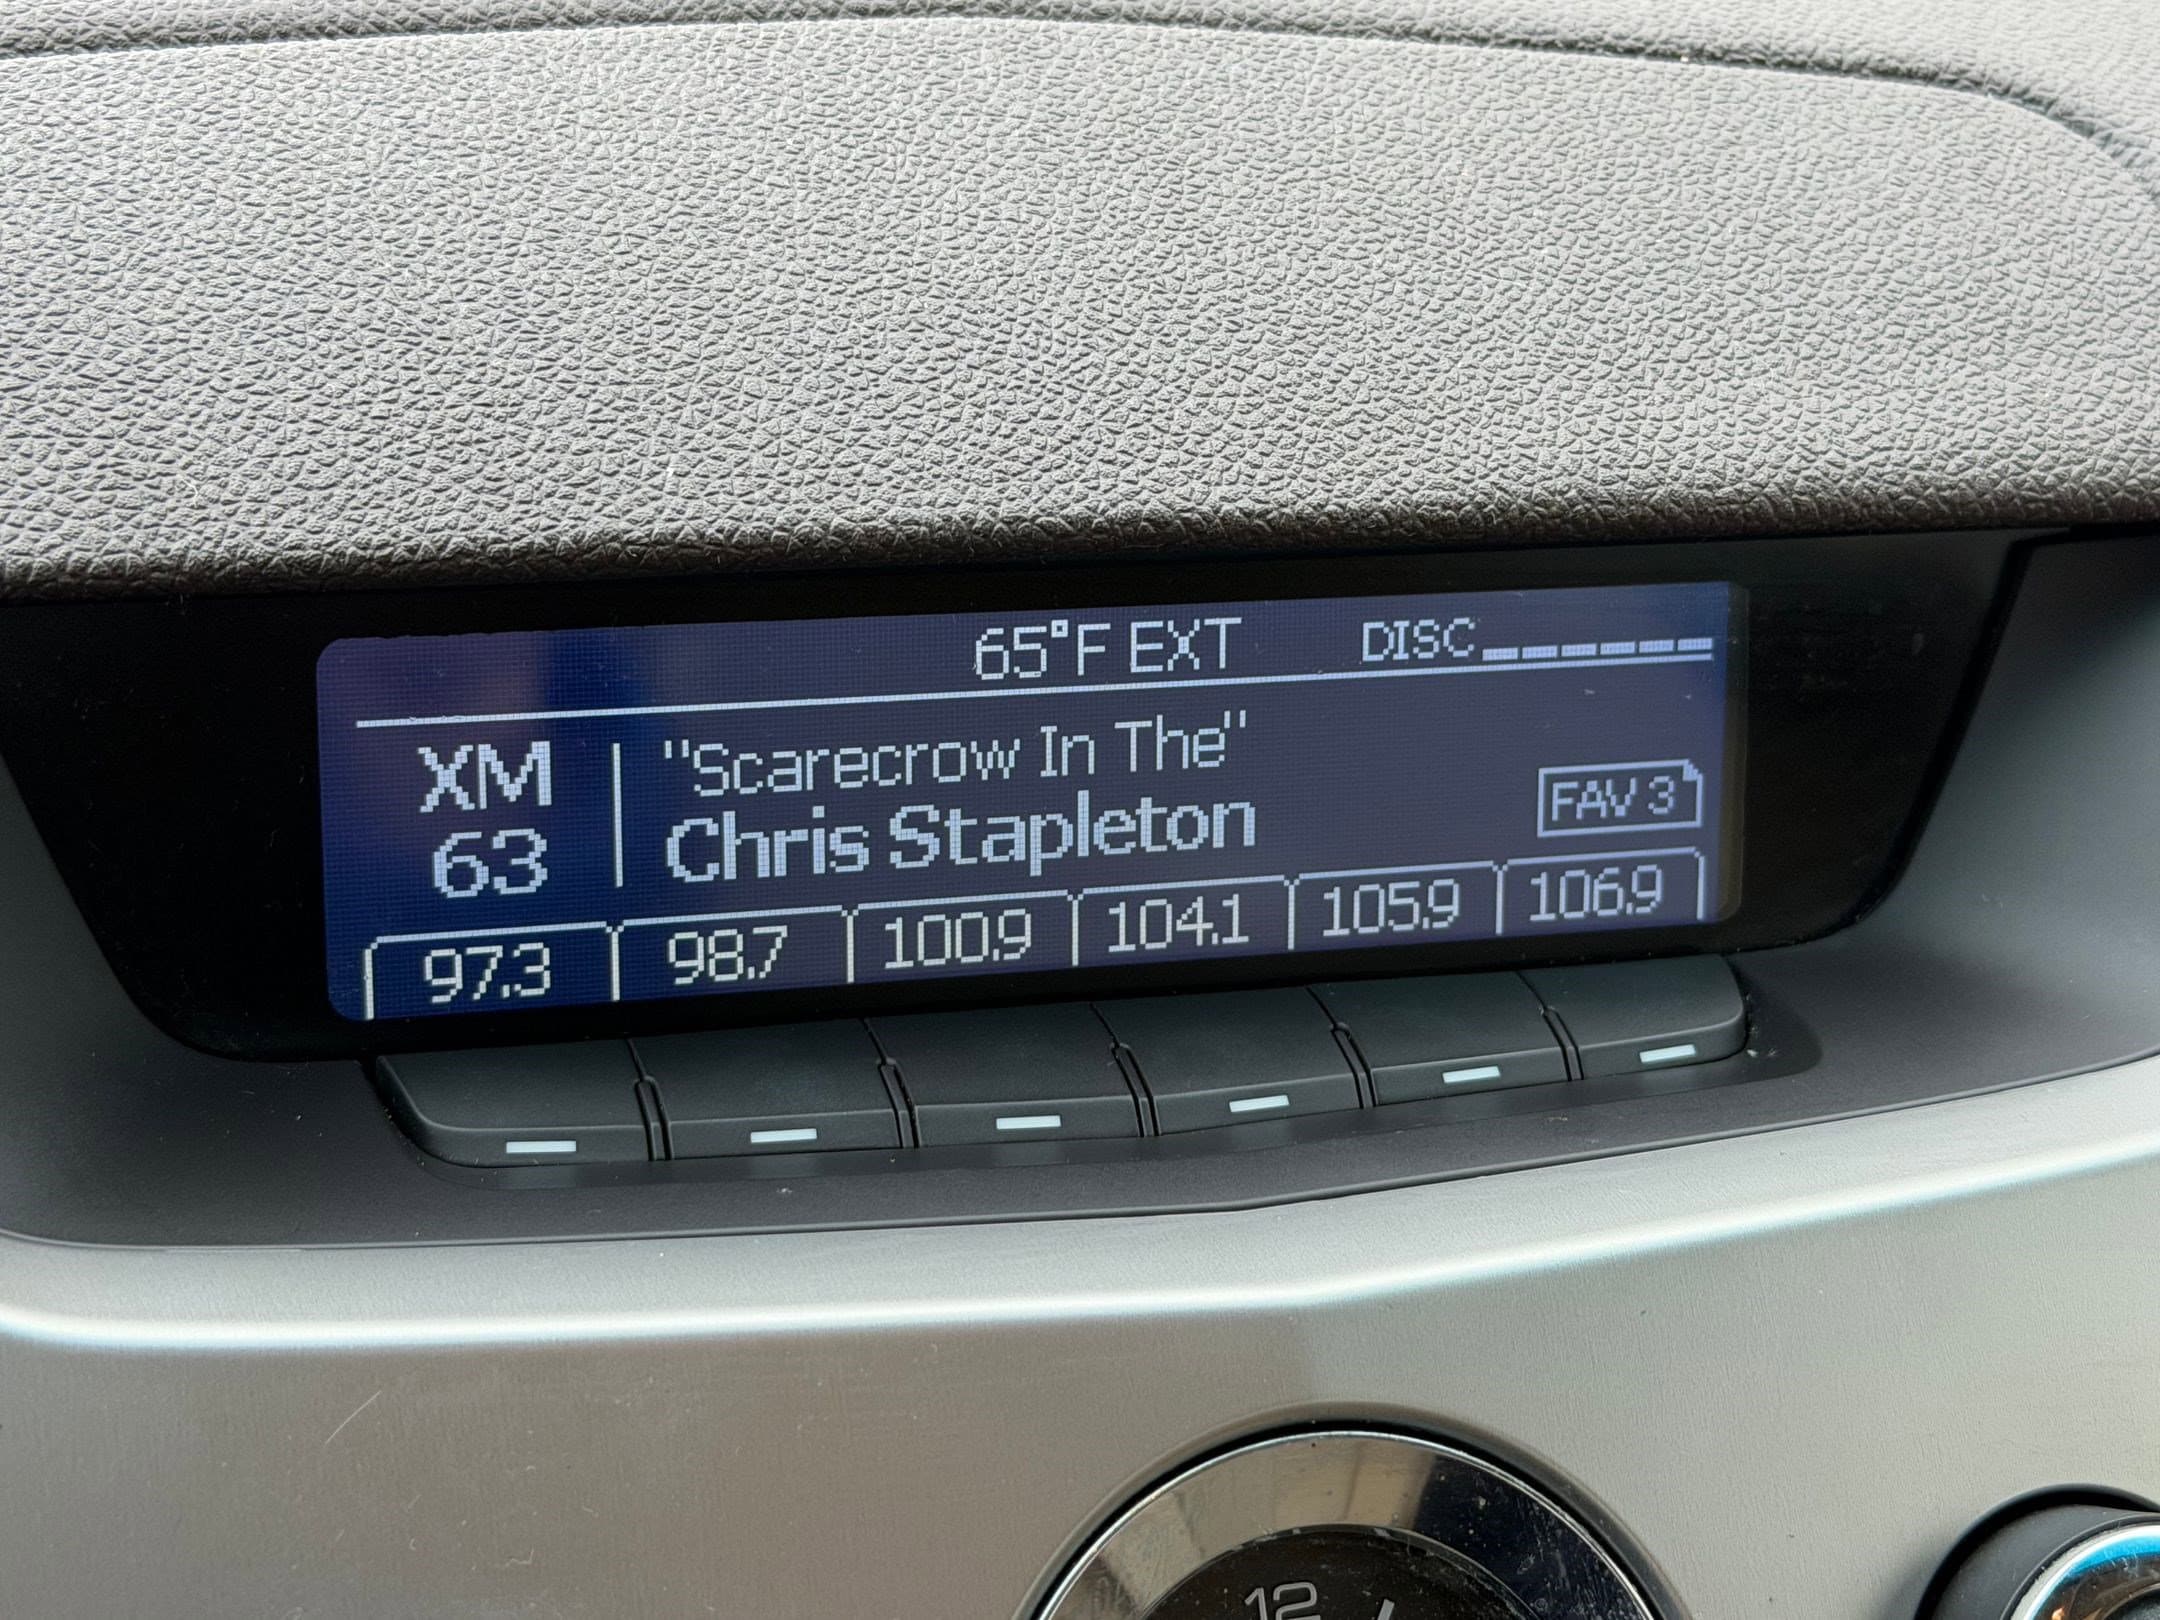 65°F EXT DISC
XM "Scarecrow In The"
63 Chris Stapleton FAV 3
97.3 98.7 100.9 104.1 105.9 106.9
12